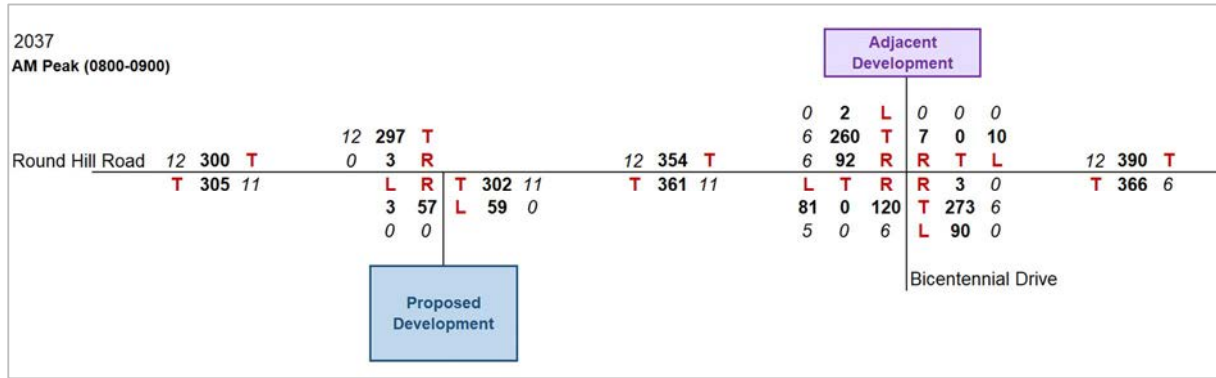 2037
AM Peak (0800-0900)
Adjacent
Development
0 2 L 0 0 0
12 297 T 6 260 T 7 0 10
Round Hill Road 12 300 T 0 3 R 12 354 T 6 92 R R T L 12 390 T
T 305 11 L R T 302 11 T 361 11 L T R R 3 0 T 366 6
3 57 L 59 0 81 0 120 T 273 6
0 0 5 0 6 L 90 0
Bicentennial Drive
Proposed
Development